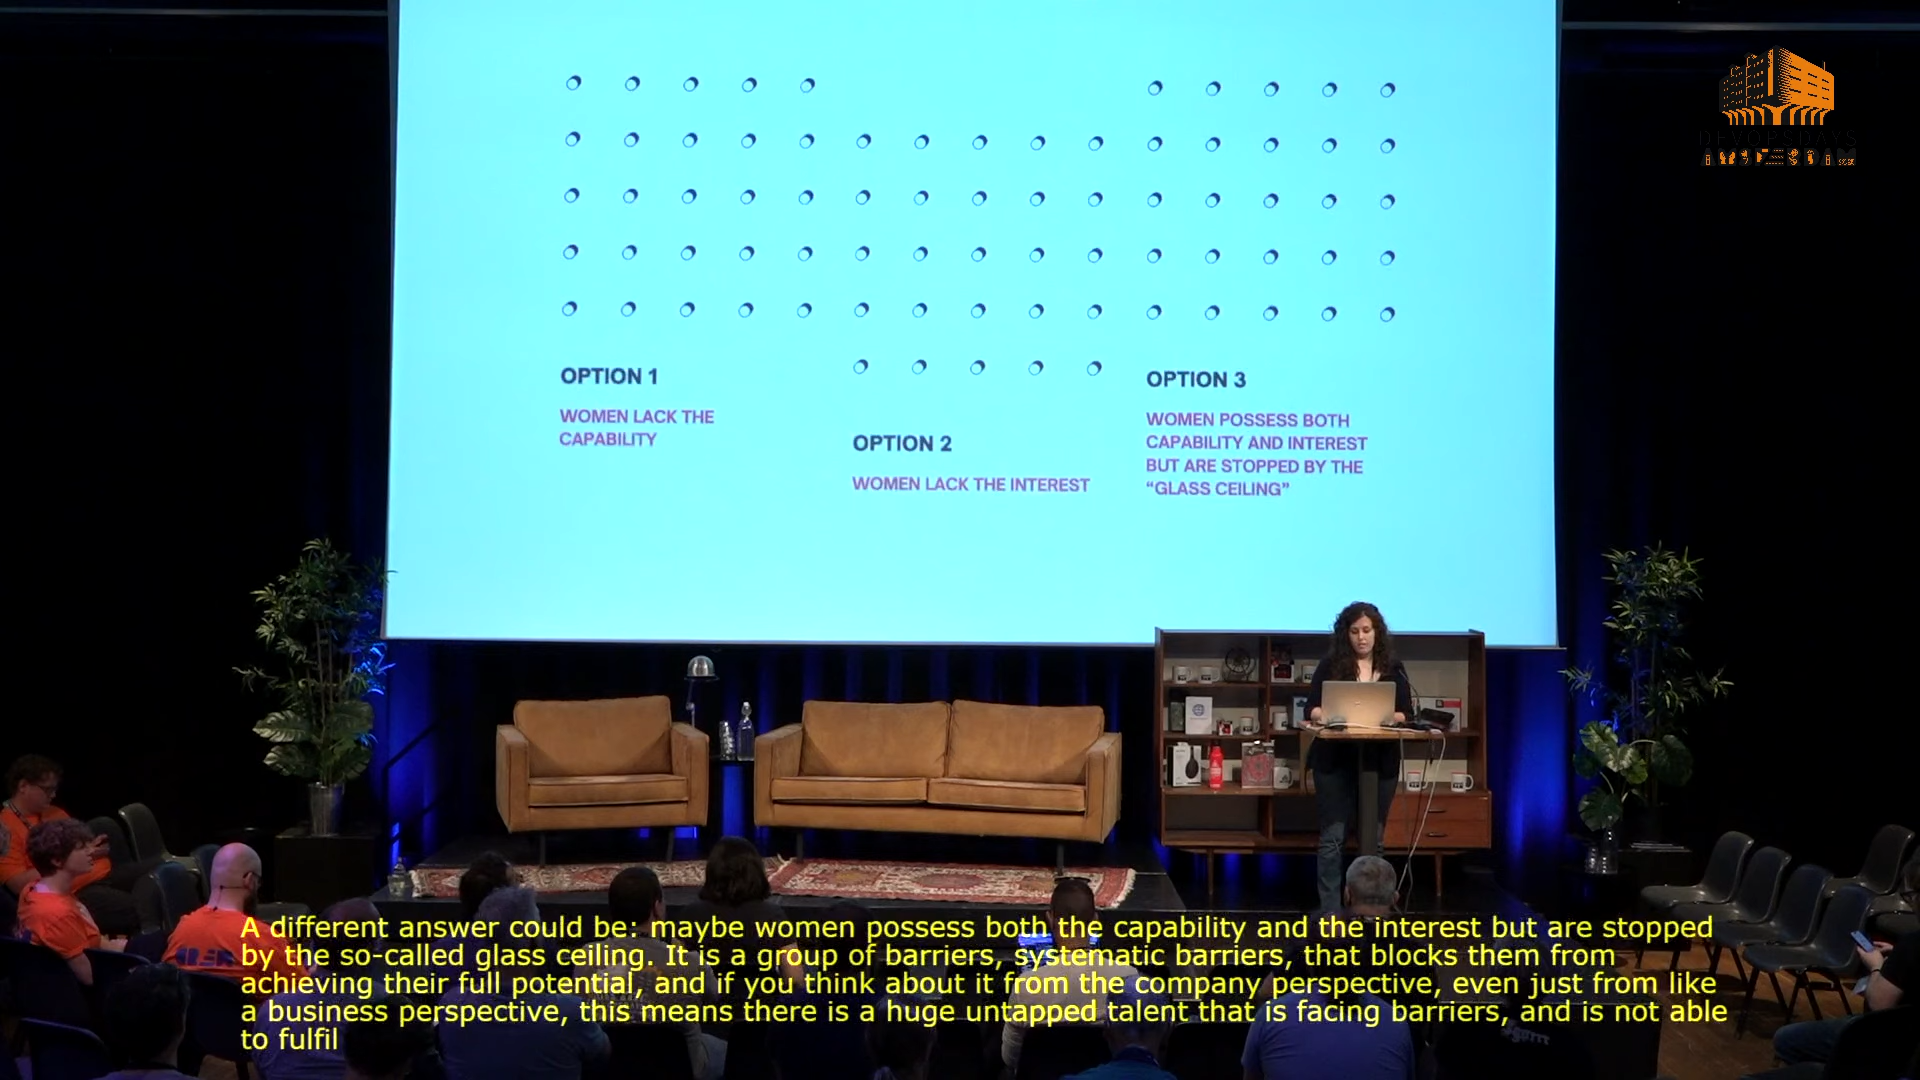 DEVOPSDAYS
AMSTERDAM
OPTION 1
WOMEN LACK THE
CAPABILITY
OPTION 2
WOMEN LACK THE INTEREST
OPTION 3
WOMEN POSSESS BOTH
CAPABILITY AND INTEREST
BUT ARE STOPPED BY THE
“GLASS CEILING”
A different answer could be: maybe women possess both the capability and the interest but are stopped
by the so-called glass ceiling. It is a group of barriers, systematic barriers, that blocks them from
achieving their full potential, and if you think about it from the company perspective, even just from like
a business perspective, this means there is a huge untapped talent that is facing barriers, and is not able
to fulfil